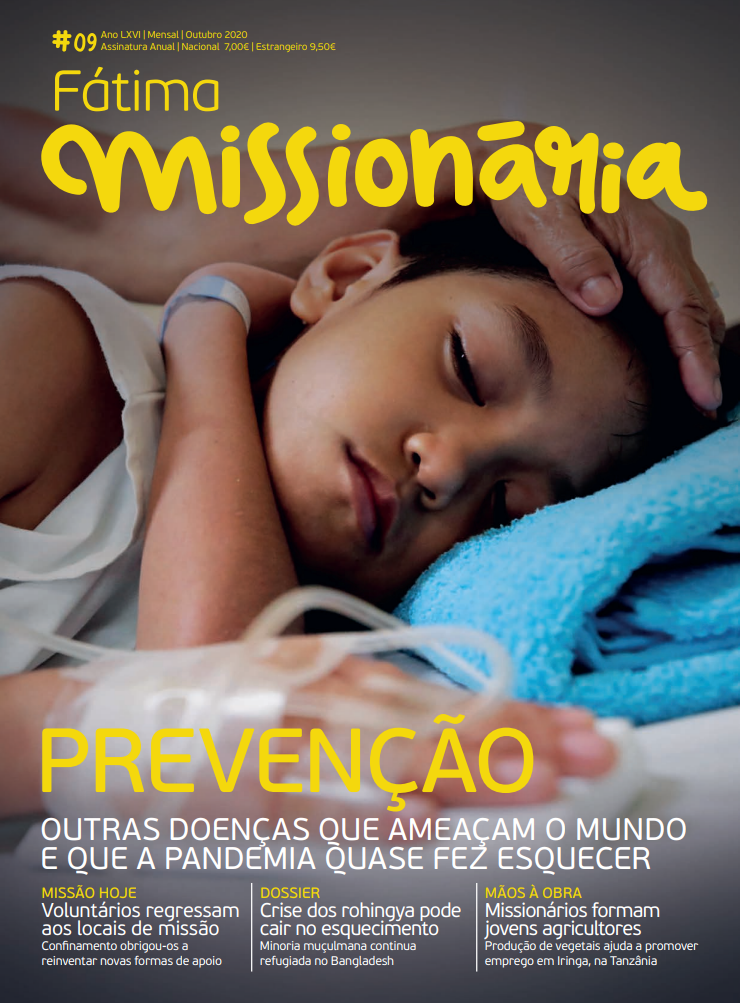 #09 Ano LXVI | Mensal | Outubro 2020
Assinatura Anual | Nacional 7,00€ | Estrangeiro 9,50€
Fátima
missionária
PREVENÇÃO
OUTRAS DOENÇAS QUE AMEAÇAM O MUNDO
E QUE A PANDEMIA QUASE FEZ ESQUECER
MISSÃO HOJE
Voluntários regressam
aos locais de missão
Confinamento obrigou-os a
reinventar novas formas de apoio
DOSSIER
Crise dos rohingya pode
cair no esquecimento
Minoria muçulmana continua
refugiada no Bangladesh
MÃOS À OBRA
Missionários formam
jovens agricultores
Produção de vegetais ajuda a promover
emprego em Iringa, na Tanzânia